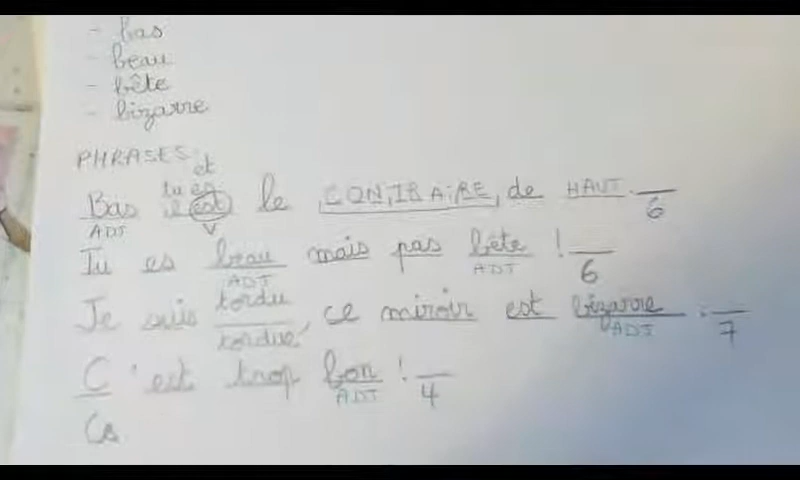 - bas
- beau
- bête
- bizarre
PHRASES:
et
tu es
Bas il est le CONTRAIRE de HAUT. 6
ADJ V
Tu es beau mais pas bête ! 6
ADJ ADJ
Je suis tordu, ce miroir est bizarre. 7
tordue ADJ
C'est trop bon ! 4
ADJ
Cs